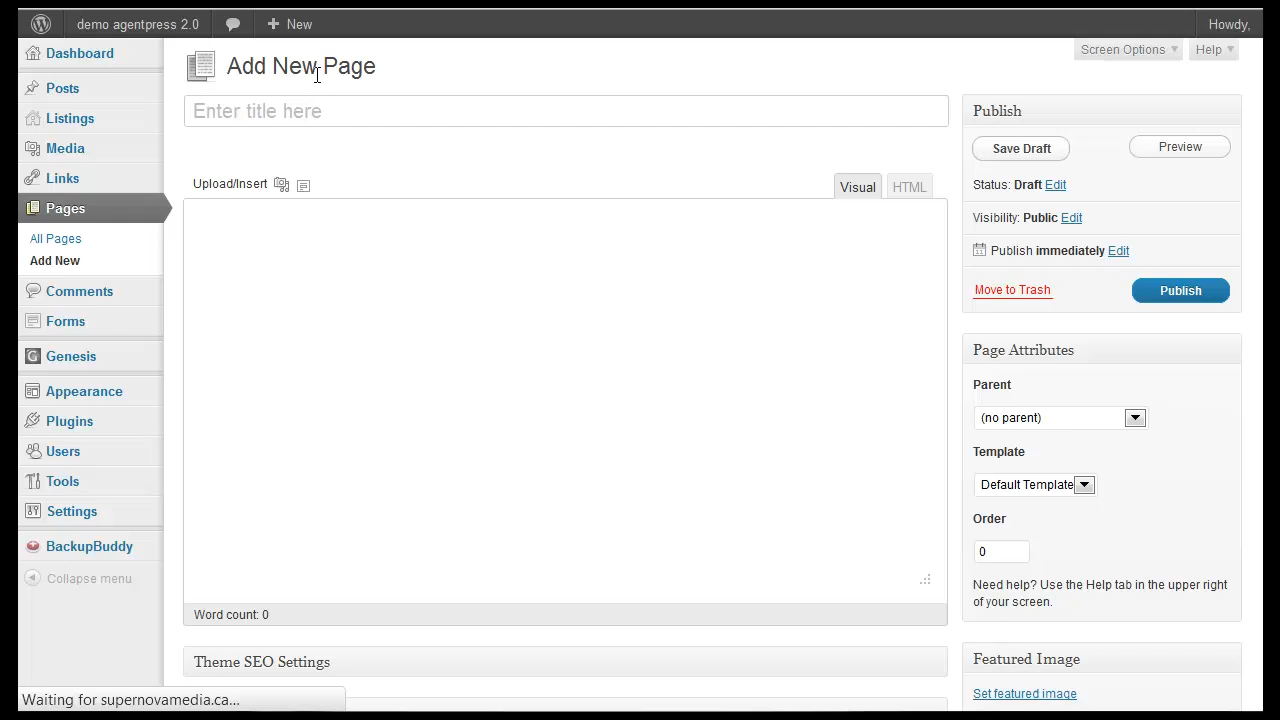 demo agentpress 2.0
New
Howdy,
Dashboard
Posts
Listings
Media
Links
Pages
All Pages
Add New
Comments
Forms
Genesis
Appearance
Plugins
Users
Tools
Settings
BackupBuddy
Collapse menu
Screen Options
Help
Add New Page
Enter title here
Upload/Insert
Visual
HTML
Word count: 0
Theme SEO Settings
Publish
Save Draft
Preview
Status: Draft Edit
Visibility: Public Edit
Publish immediately Edit
Move to Trash
Publish
Page Attributes
Parent
(no parent)
Template
Default Template
Order
0
Need help? Use the Help tab in the upper right
of your screen.
Featured Image
Set featured image
Waiting for supernovamedia.ca...